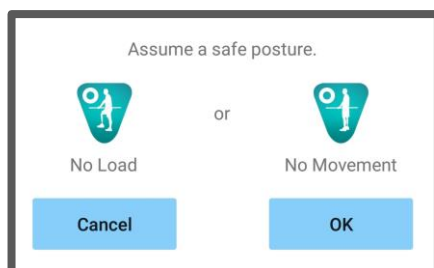 Assume a safe posture.
or
No Load
No Movement
Cancel
OK